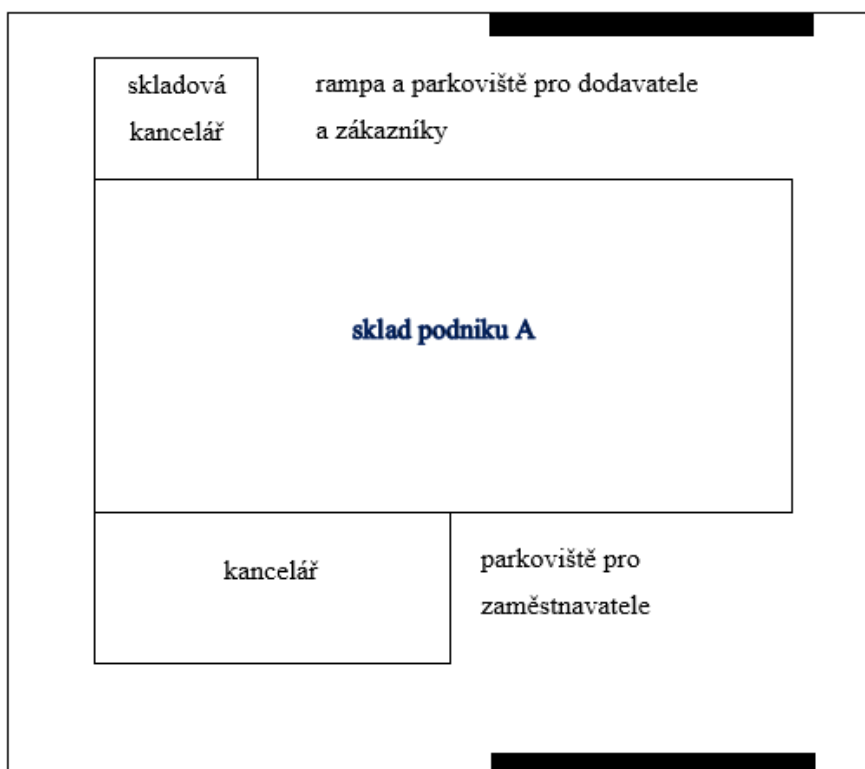 skladová
kancelář
rampa a parkoviště pro dodavatele
a zákazníky
sklad podniku A
kancelář
parkoviště pro
zaměstnavatele